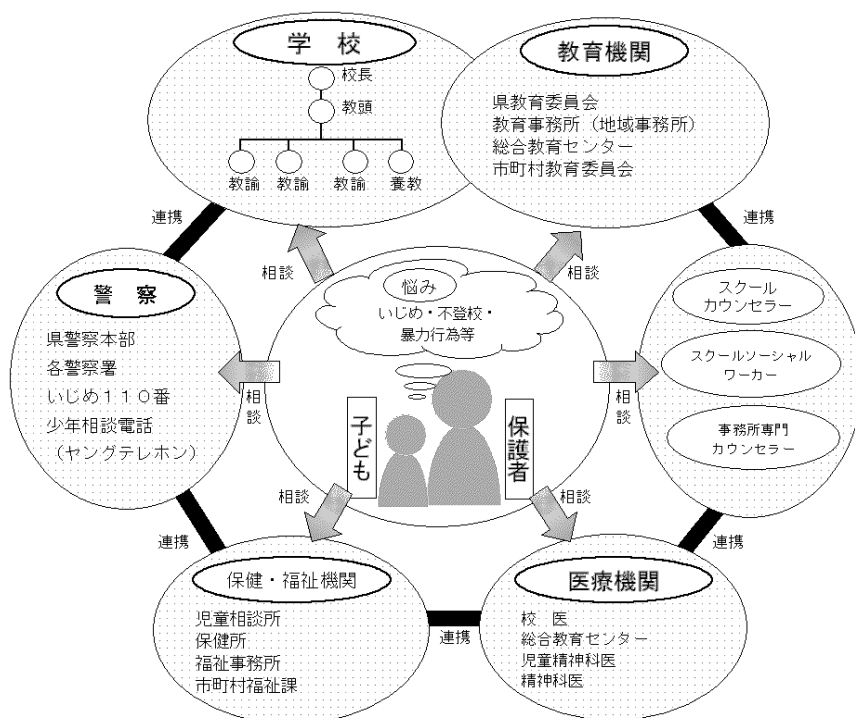 学　校
校長
教頭
教諭
教諭
教諭
養教
教育機関
県教育委員会
教育事務所（地域事務所）
総合教育センター
市町村教育委員会
連携
連携
相談
相談
悩み
いじめ・不登校・
暴力行為等
警　察
県警察本部
各警察署
いじめ１１０番
少年相談電話
（ヤングテレホン）
相談
子ども
保護者
相談
スクール
カウンセラー
スクールソーシャル
ワーカー
事務所専門
カウンセラー
相談
相談
連携
連携
保健・福祉機関
児童相談所
保健所
福祉事務所
市町村福祉課
連携
医療機関
校　医
総合教育センター
児童精神科医
精神科医